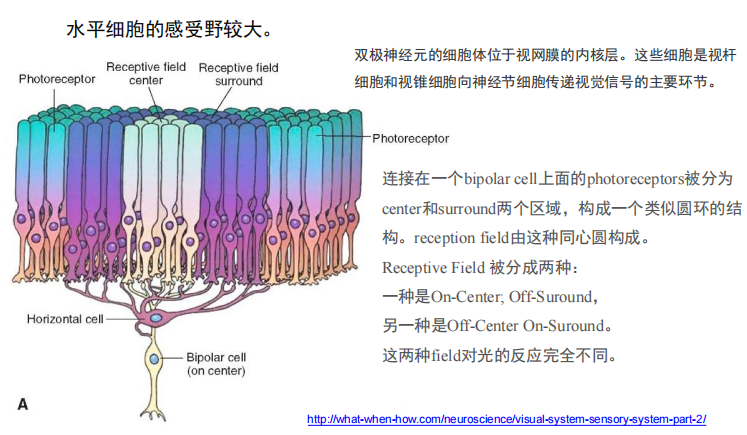 水平细胞的感受野较大。
Photoreceptor
Receptive field
center
Receptive field
surround
Photoreceptor
Horizontal cell
Bipolar cell
(on center)
A
双极神经元的细胞体位于视网膜的内核层。这些细胞是视杆
细胞和视锥细胞向神经节细胞传递视觉信号的主要环节。
连接在一个bipolar cell上面的photoreceptors被分为
center和surround两个区域，构成一个类似圆环的结
构。reception field由这种同心圆构成。
Receptive Field 被分成两种：
一种是On-Center; Off-Suround，
另一种是Off-Center On-Suround。
这两种field对光的反应完全不同。
http://what-when-how.com/neuroscience/visual-system-sensory-system-part-2/